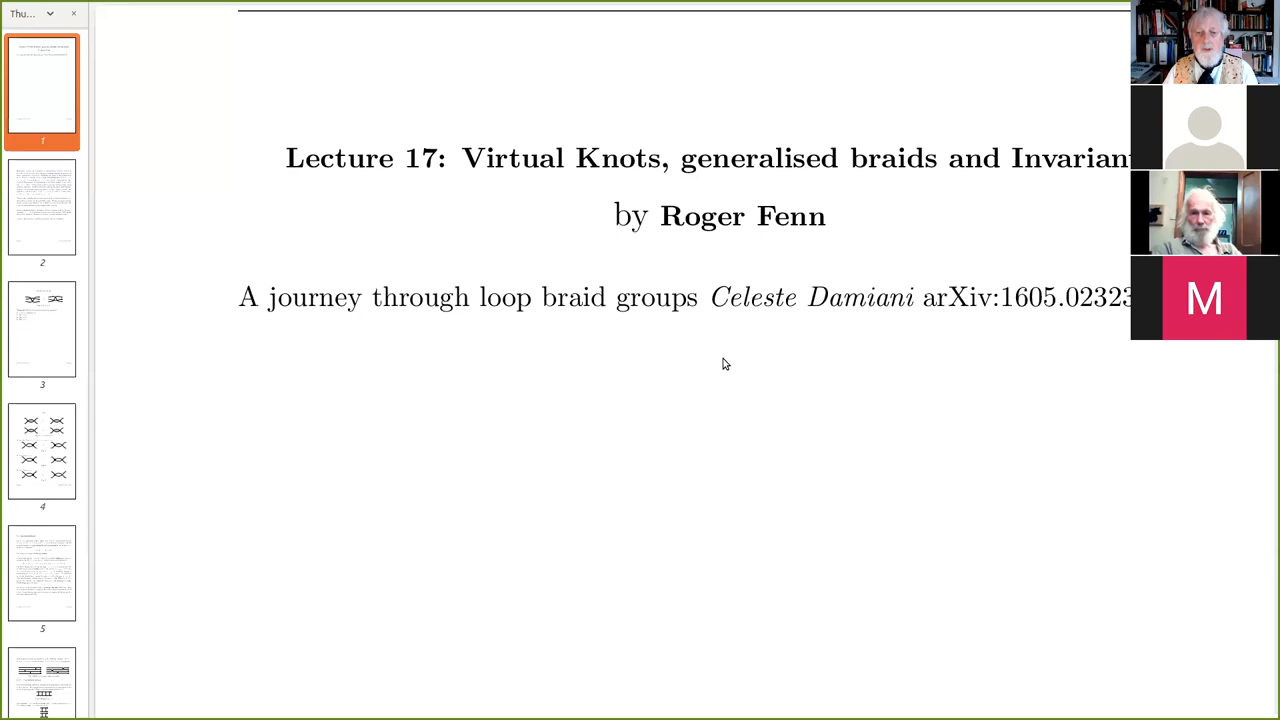 Thu...
1
2
3
4
5
Lecture 17: Virtual Knots, generalised braids and Invarian
by Roger Fenn
A journey through loop braid groups Celeste Damiani arXiv:1605.02323
M